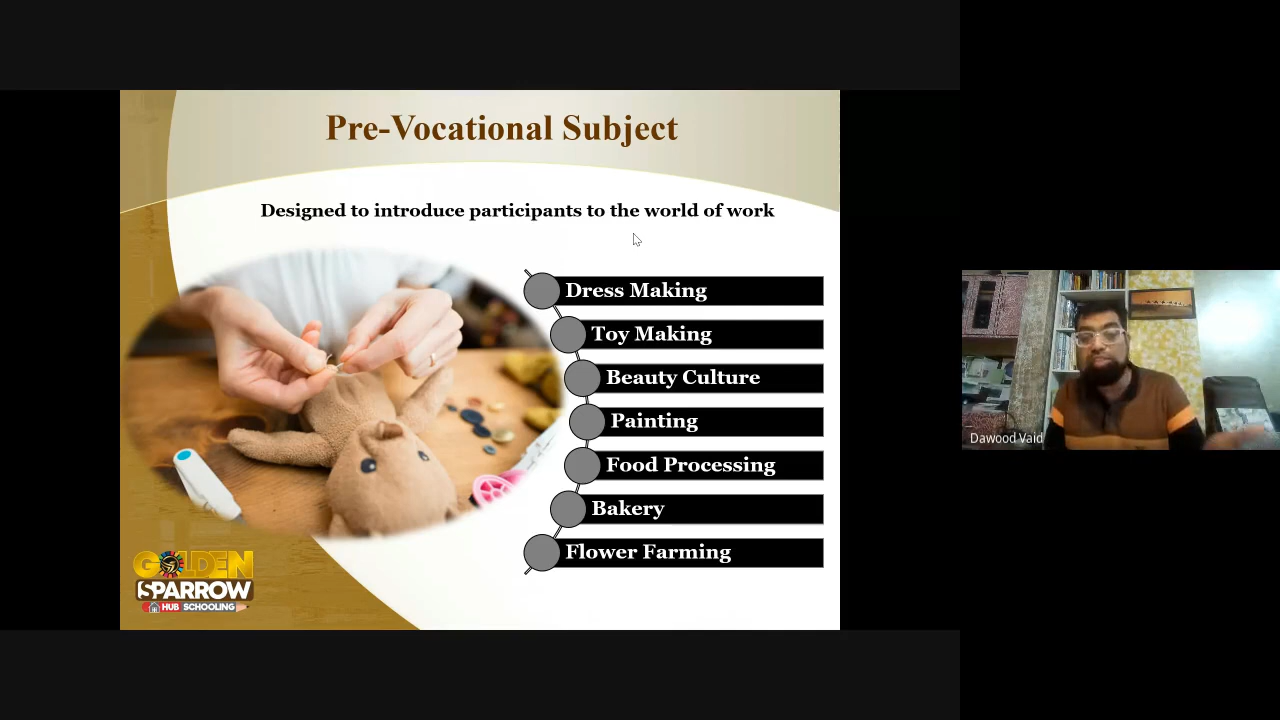 Pre-Vocational Subject
Designed to introduce participants to the world of work
Dress Making
Toy Making
Beauty Culture
Painting
Food Processing
Bakery
Flower Farming
GOLDEN
SPARROW
HUB SCHOOLING
Dawood Vaid